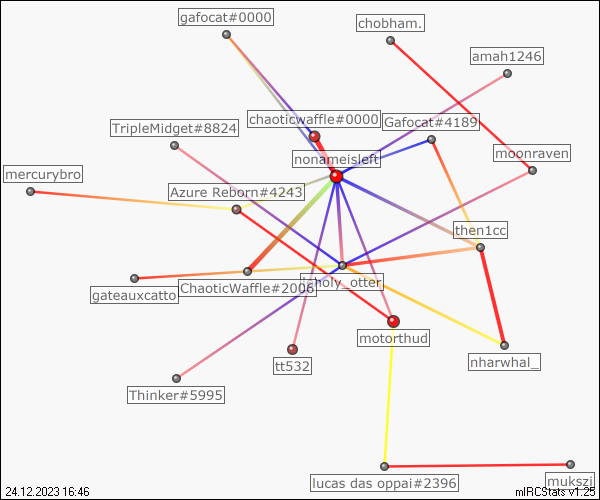 gafocat#0000
chobham.
amah1246
chaoticwaffle#0000
Gafocat#4189
TripleMidget#8824
nonameisleft
moonraven
mercurybro
Azure Reborn#4243
then1cc
holy_otter
gateauxcatto
ChaoticWaffle#2006
motorthud
nharwhal_
tt532
Thinker#5995
lucas das oppai#2396
mukszi
24.12.2023 16:46
mIRCStats v1.25